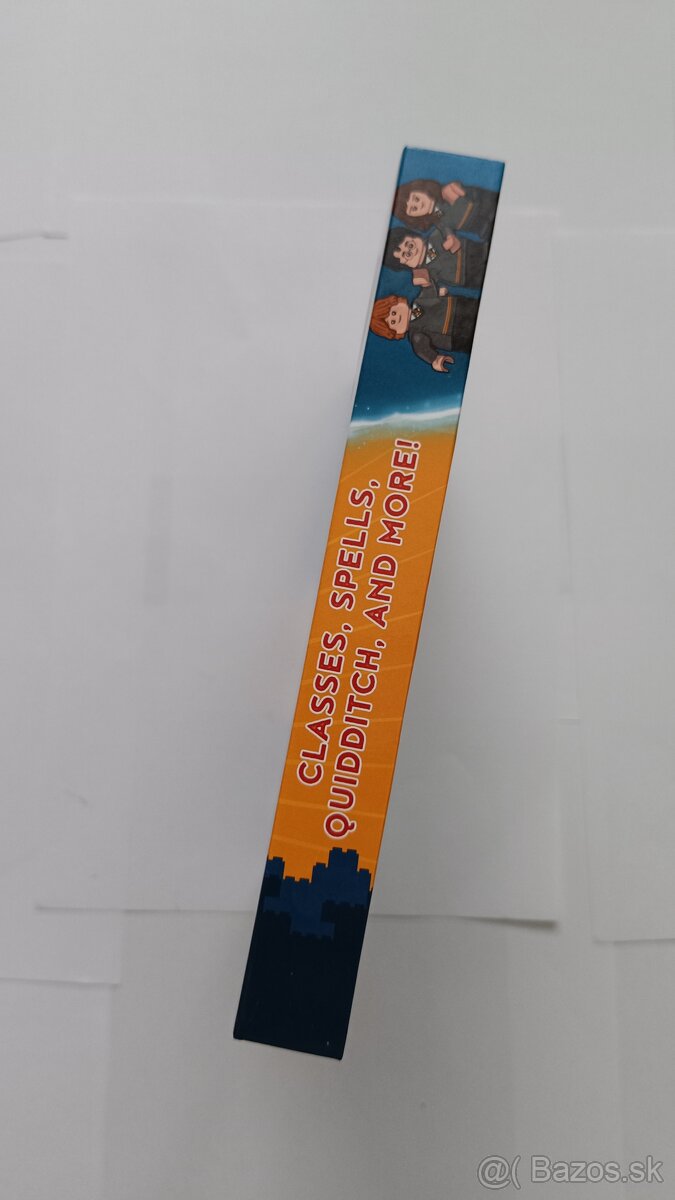 CLASSES, SPELLS,
QUIDDITCH, AND MORE!
@( Bazos.sk